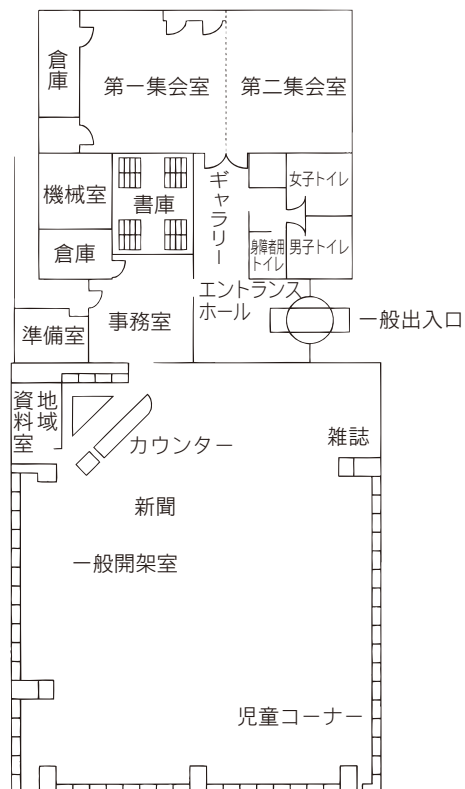 倉庫
第一集会室
第二集会室
機械室
書庫
ギャラリー
女子トイレ
倉庫
身障者用
トイレ
男子トイレ
エントランス
ホール
一般出入口
準備室
事務室
地域
資料室
カウンター
雑誌
新聞
一般開架室
児童コーナー